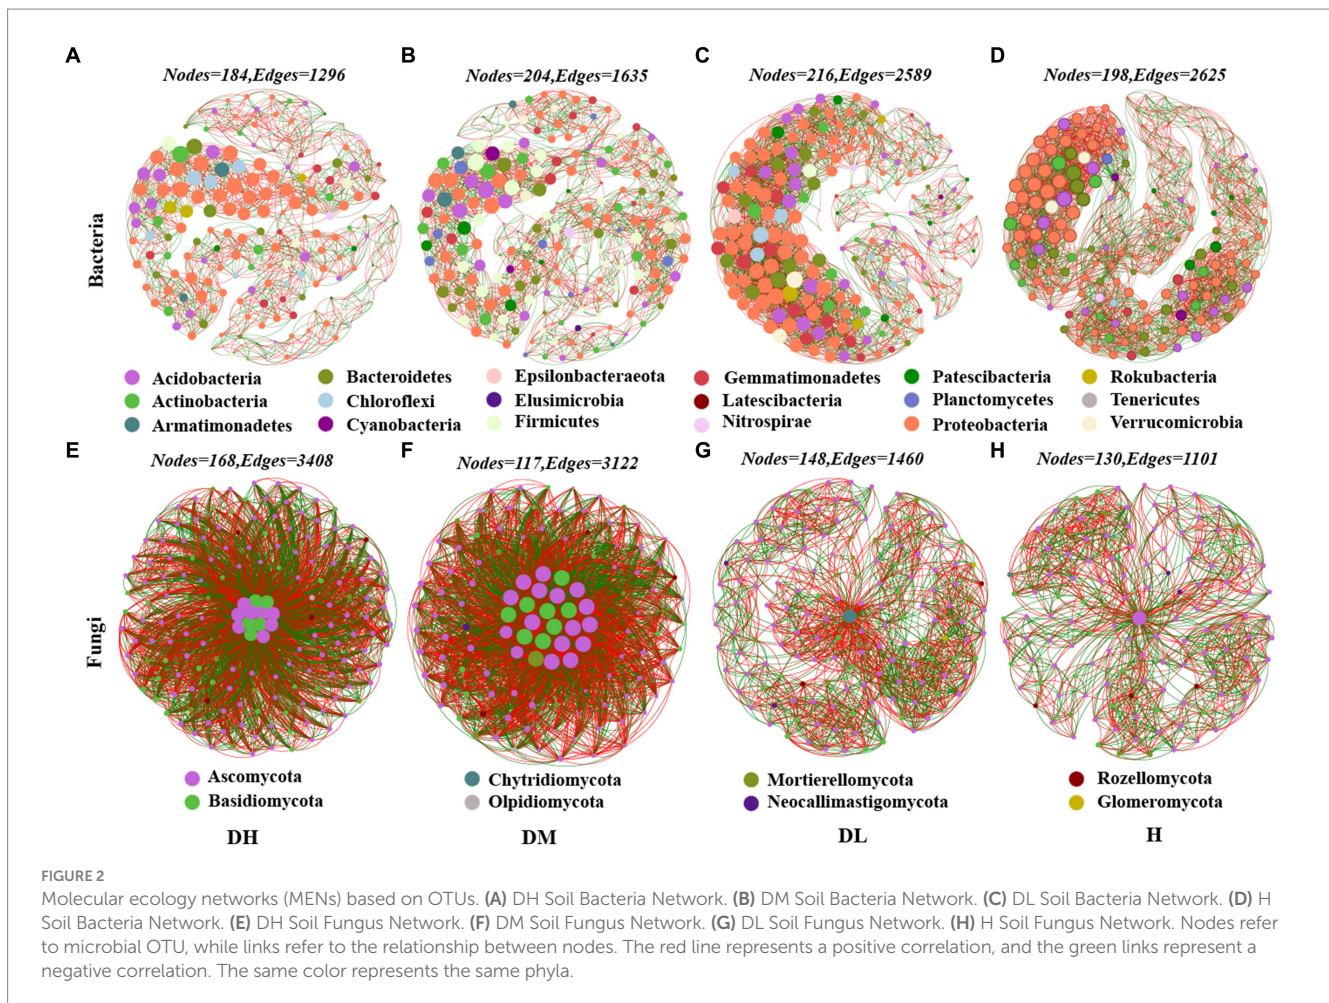 A
B
C
D
Nodes=184,Edges=1296
Nodes=204,Edges=1635
Nodes=216,Edges=2589
Nodes=198,Edges=2625
Bacteria
Acidobacteria
Actinobacteria
Armatimonadetes
Bacteroidetes
Chloroflexi
Cyanobacteria
Epsilonbacteraeota
Elusimicrobia
Firmicutes
Gemmatimonadetes
Latescibacteria
Nitrospirae
Patescibacteria
Planctomycetes
Proteobacteria
Rokubacteria
Tenericutes
Verrucomicrobia
E
F
G
H
Nodes=168,Edges=3408
Nodes=117,Edges=3122
Nodes=148,Edges=1460
Nodes=130,Edges=1101
Fungi
Ascomycota
Basidiomycota
Chytridiomycota
Olpidiomycota
Mortierellomycota
Neocallimastigomycota
Rozellomycota
Glomeromycota
DH
DM
DL
H
FIGURE 2
Molecular ecology networks (MENs) based on OTUs. (A) DH Soil Bacteria Network. (B) DM Soil Bacteria Network. (C) DL Soil Bacteria Network. (D) H
Soil Bacteria Network. (E) DH Soil Fungus Network. (F) DM Soil Fungus Network. (G) DL Soil Fungus Network. (H) H Soil Fungus Network. Nodes refer
to microbial OTU, while links refer to the relationship between nodes. The red line represents a positive correlation, and the green links represent a
negative correlation. The same color represents the same phyla.